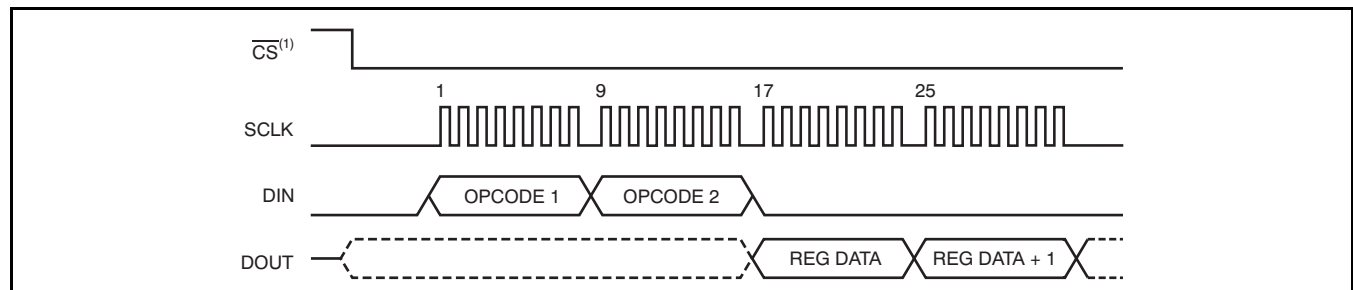 CS(1)
1 9 17 25
SCLK
DIN OPCODE 1 OPCODE 2
DOUT REG DATA REG DATA + 1